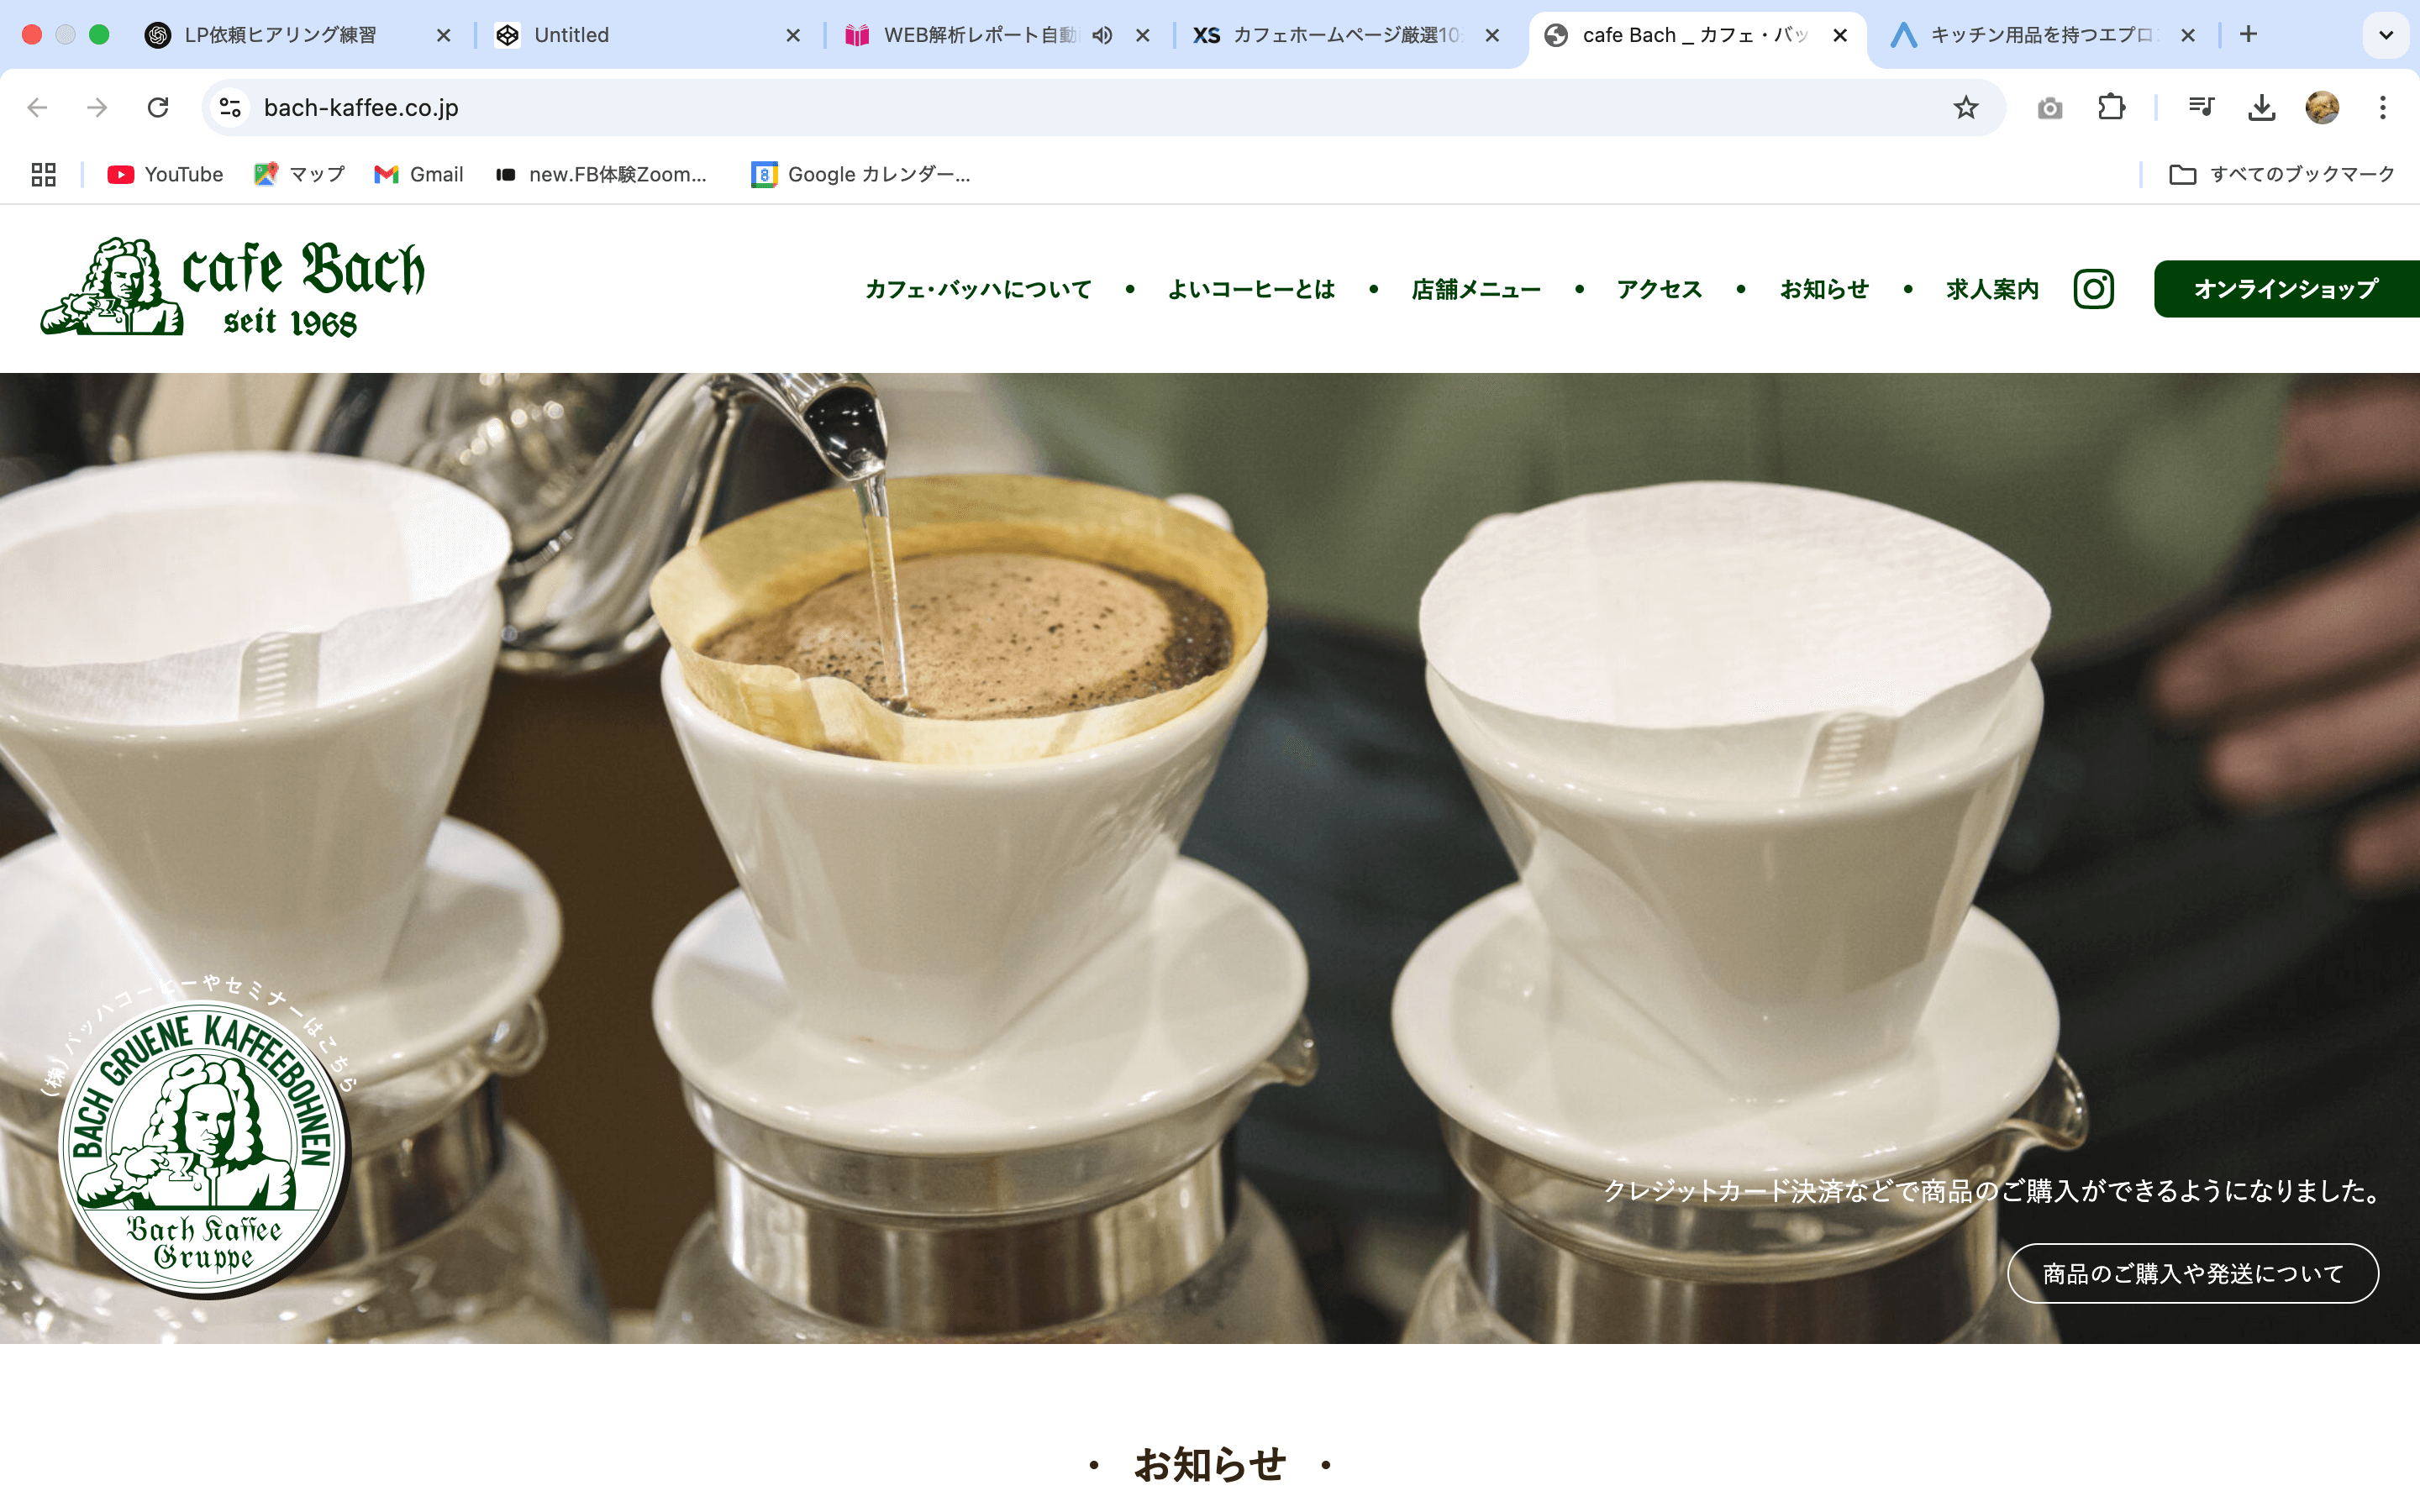 LP依頼ヒアリング練習
Untitled
WEB解析レポート自動
XS カフェホームページ厳選10
cafe Bach _ カフェ・バッ
キッチン用品を持つエプロ
bach-kaffee.co.jp
YouTube
マップ
Gmail
new.FB体験Zoom...
8 Google カレンダー...
すべてのブックマーク
cafe Bach
seit 1968
カフェ・バッハについて ・ よいコーヒーとは ・ 店舗メニュー ・ アクセス ・ お知らせ ・ 求人案内
オンラインショップ
(株)バッハコーヒーやセミナーはこちら
BACH GRUENE KAFFEEBOHNEN
Bach Kaffee
Gruppe
クレジットカード決済などで商品のご購入ができるようになりました。
商品のご購入や発送について
・ お知らせ ・